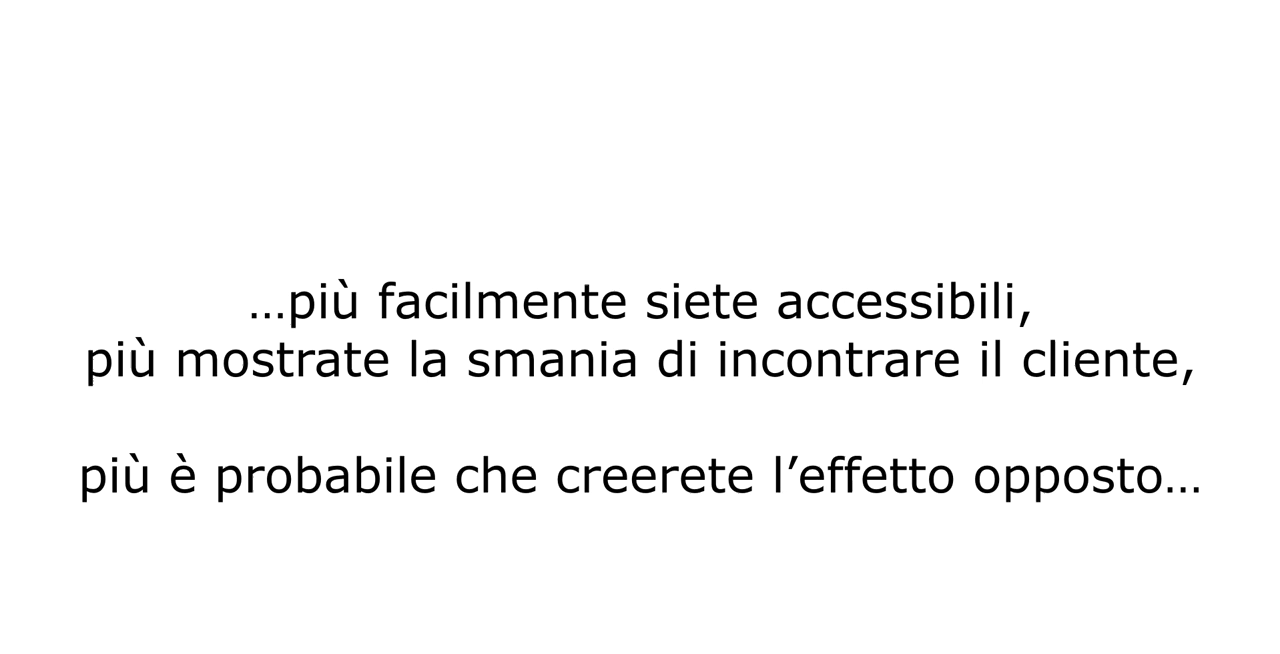 …più facilmente siete accessibili,
più mostrate la smania di incontrare il cliente,
più è probabile che creerete l’effetto opposto…